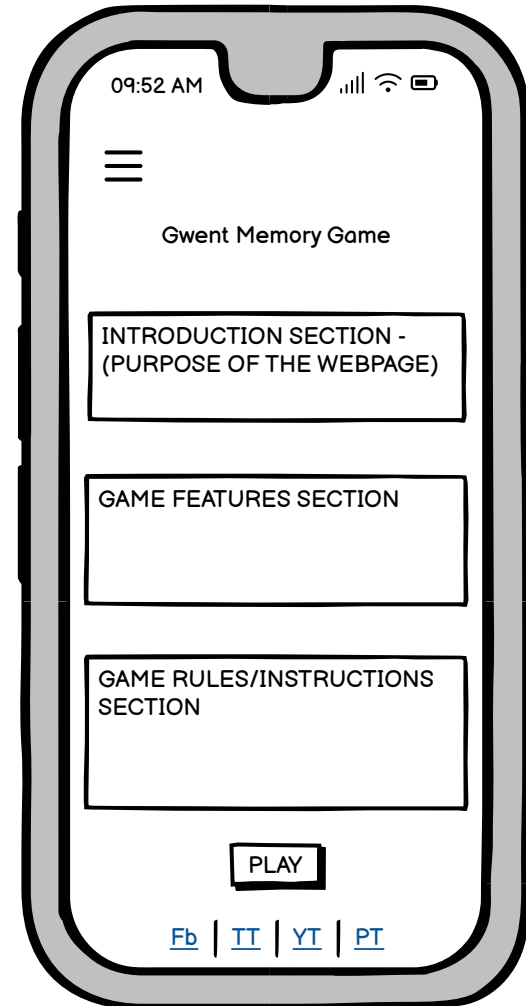 09:52 AM
Gwent Memory Game
INTRODUCTION SECTION -
(PURPOSE OF THE WEBPAGE)
GAME FEATURES SECTION
GAME RULES/INSTRUCTIONS
SECTION
PLAY
Fb | TT | YT | PT